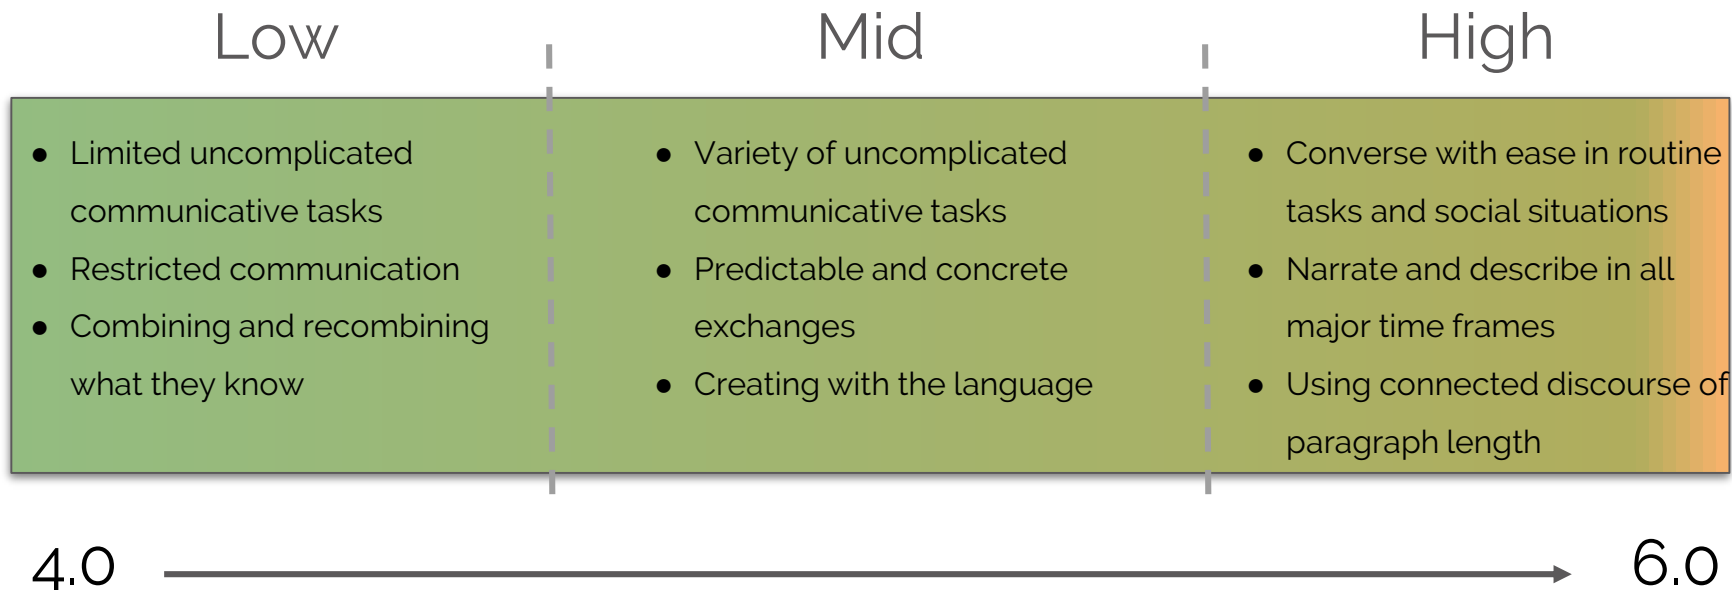 Low
Mid
High
● Limited uncomplicated
communicative tasks
● Restricted communication
● Combining and recombining
what they know
● Variety of uncomplicated
communicative tasks
● Predictable and concrete
exchanges
● Creating with the language
● Converse with ease in routine
tasks and social situations
● Narrate and describe in all
major time frames
● Using connected discourse of
paragraph length
4.0
6.0